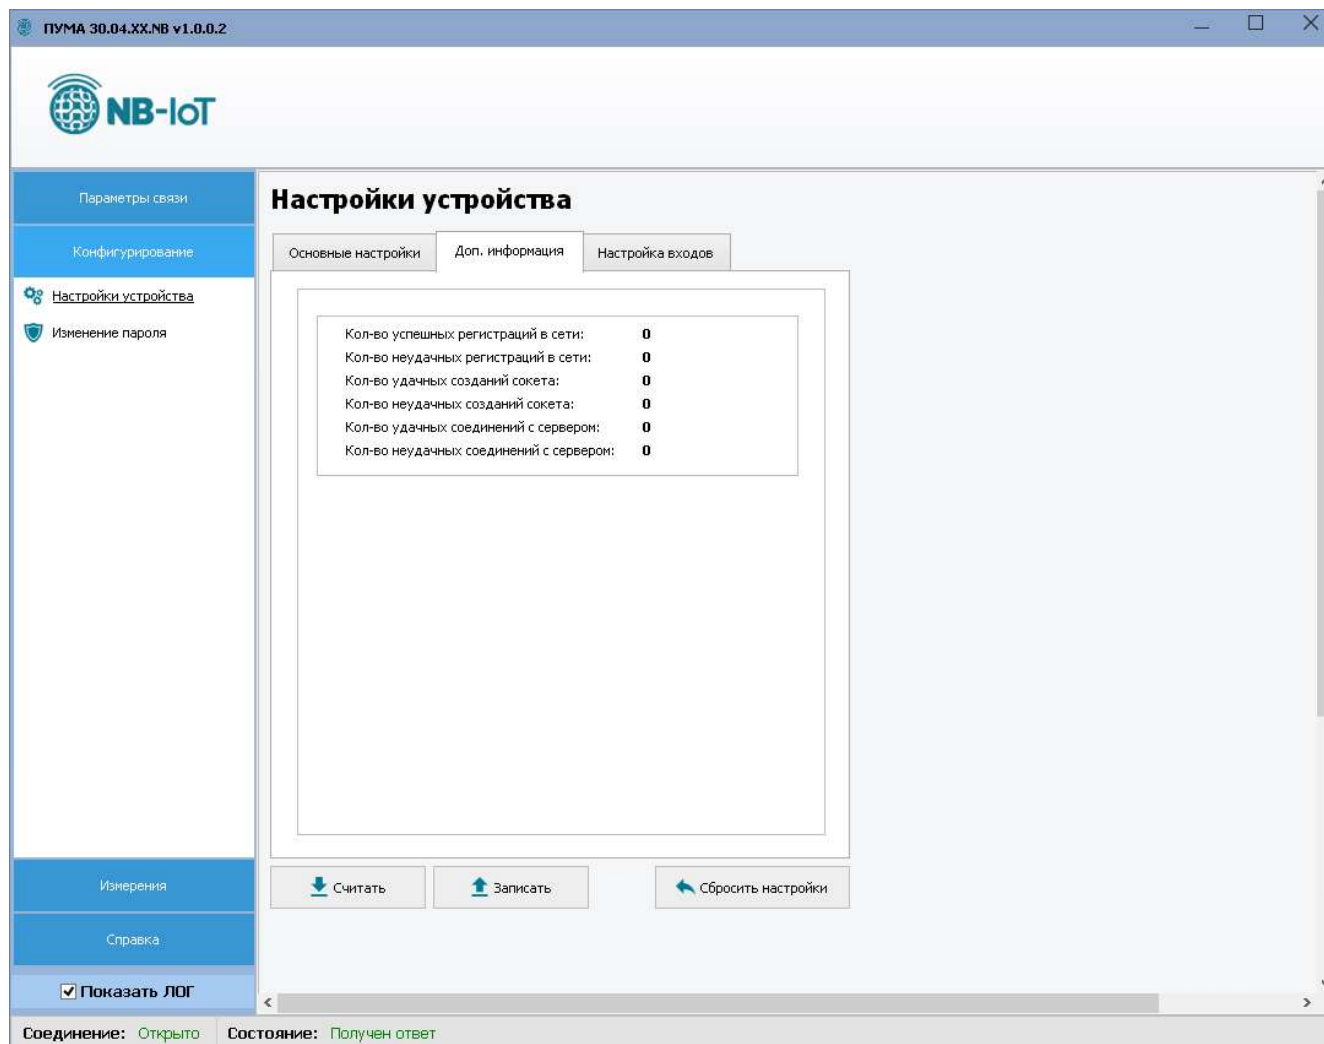 ПУМА 30.04.XX.NB v1.0.0.2
NB-IoT
Параметры связи
Конфигурирование
Настройки устройства
Изменение пароля
Измерения
Справка
Показать ЛОГ
Настройки устройства
Основные настройки Доп. информация Настройка входов
Кол-во успешных регистраций в сети: 0
Кол-во неудачных регистраций в сети: 0
Кол-во удачных созданий сокета: 0
Кол-во неудачных созданий сокета: 0
Кол-во удачных соединений с сервером: 0
Кол-во неудачных соединений с сервером: 0
Считать Записать Сбросить настройки
Соединение: Открыто Состояние: Получен ответ